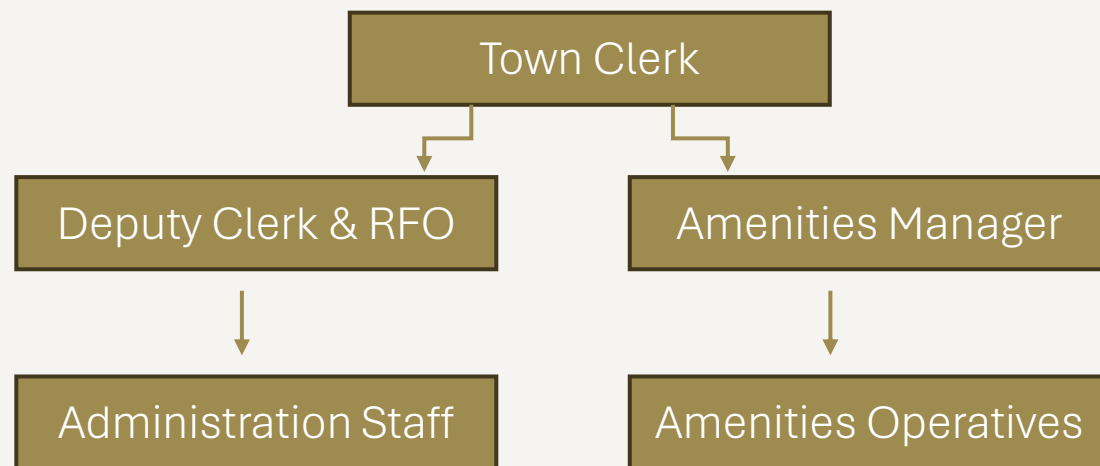 Town Clerk
Deputy Clerk & RFO
Amenities Manager
Administration Staff
Amenities Operatives